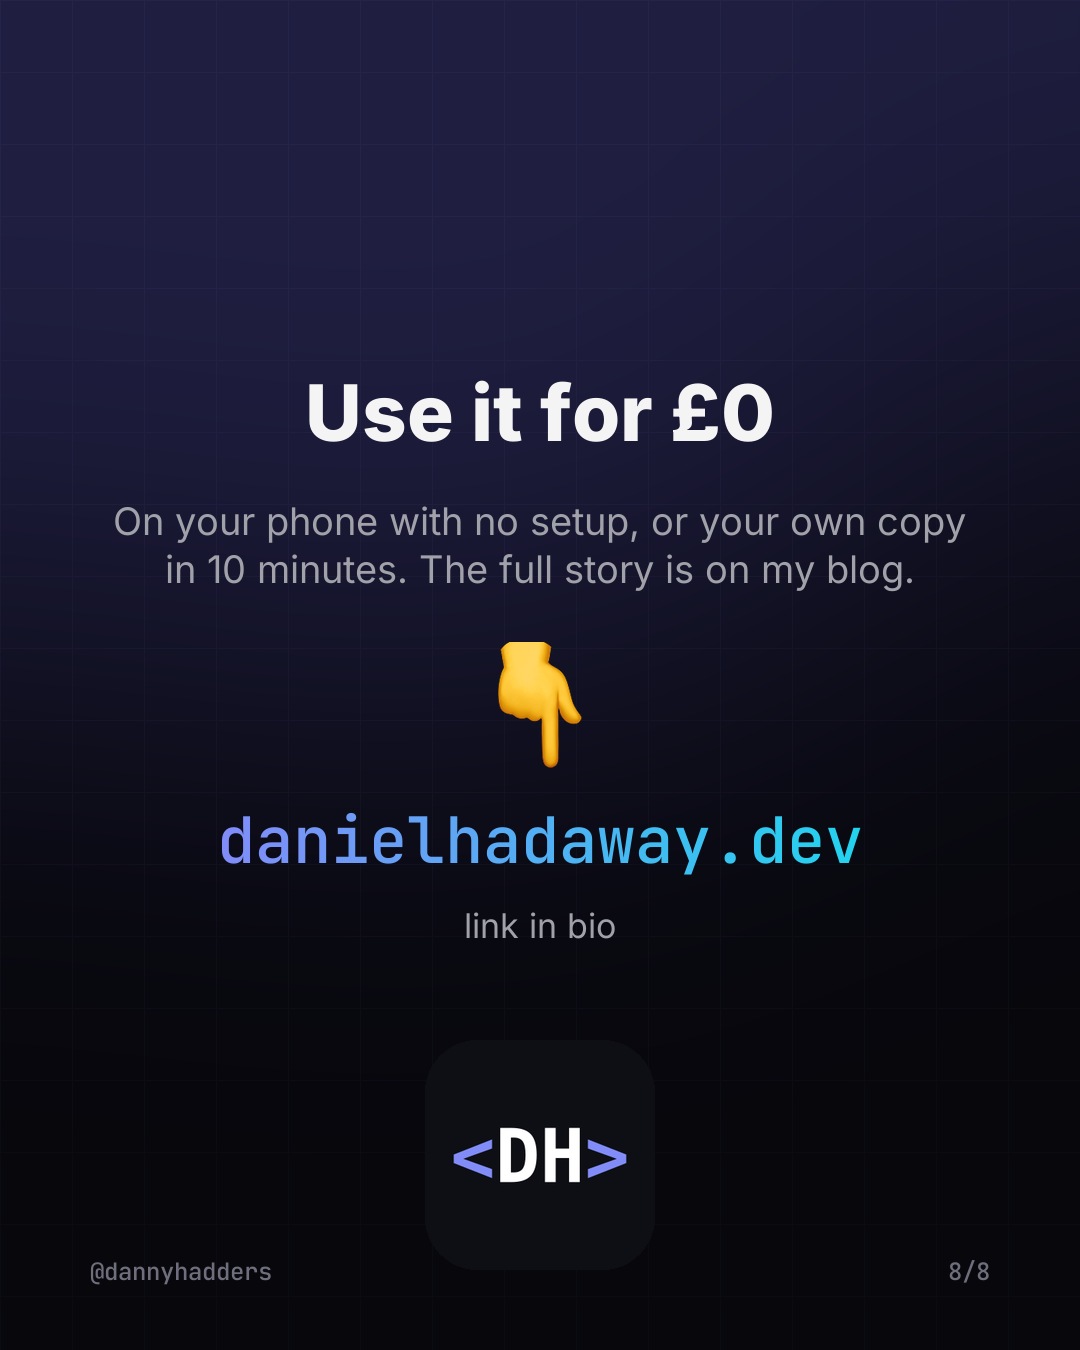 Use it for £0
On your phone with no setup, or your own copy
in 10 minutes. The full story is on my blog.
danielhadaway.dev
link in bio
<DH>
@dannyhadders
8/8